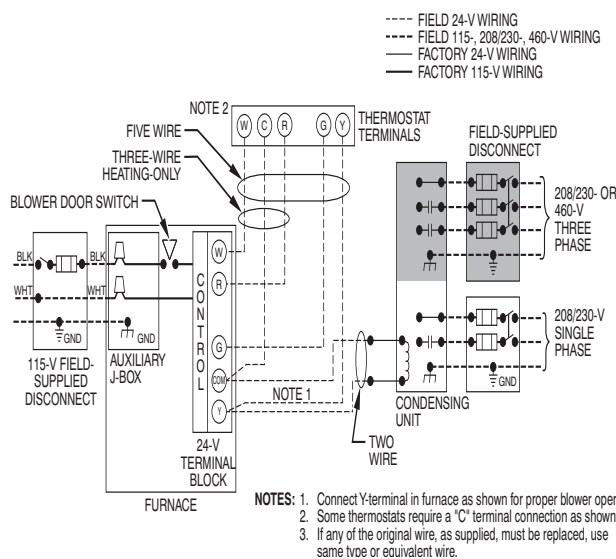 FIELD 24-V WIRING
FIELD 115-, 208/230-, 460-V WIRING
FACTORY 24-V WIRING
FACTORY 115-V WIRING
NOTE 2
W C R G Y
THERMOSTAT
TERMINALS
FIVE WIRE
THREE-WIRE
HEATING-ONLY
BLOWER DOOR SWITCH
FIELD-SUPPLIED
DISCONNECT
208/230- OR
460-V
THREE
PHASE
BLK
BLK
BLK
WHT
WHT
WHT
GND
GND
115-V FIELD-
SUPPLIED
DISCONNECT
AUXILIARY
J-BOX
CONTROL
W
R
G
COM
Y
24-V
TERMINAL
BLOCK
FURNACE
NOTE 1
TWO
WIRE
CONDENSING
UNIT
208/230-V
SINGLE
PHASE
GND
NOTES: 1. Connect Y-terminal in furnace as shown for proper blower oper
2. Some thermostats require a "C" terminal connection as shown
3. If any of the original wire, as supplied, must be replaced, use
same type or equivalent wire.